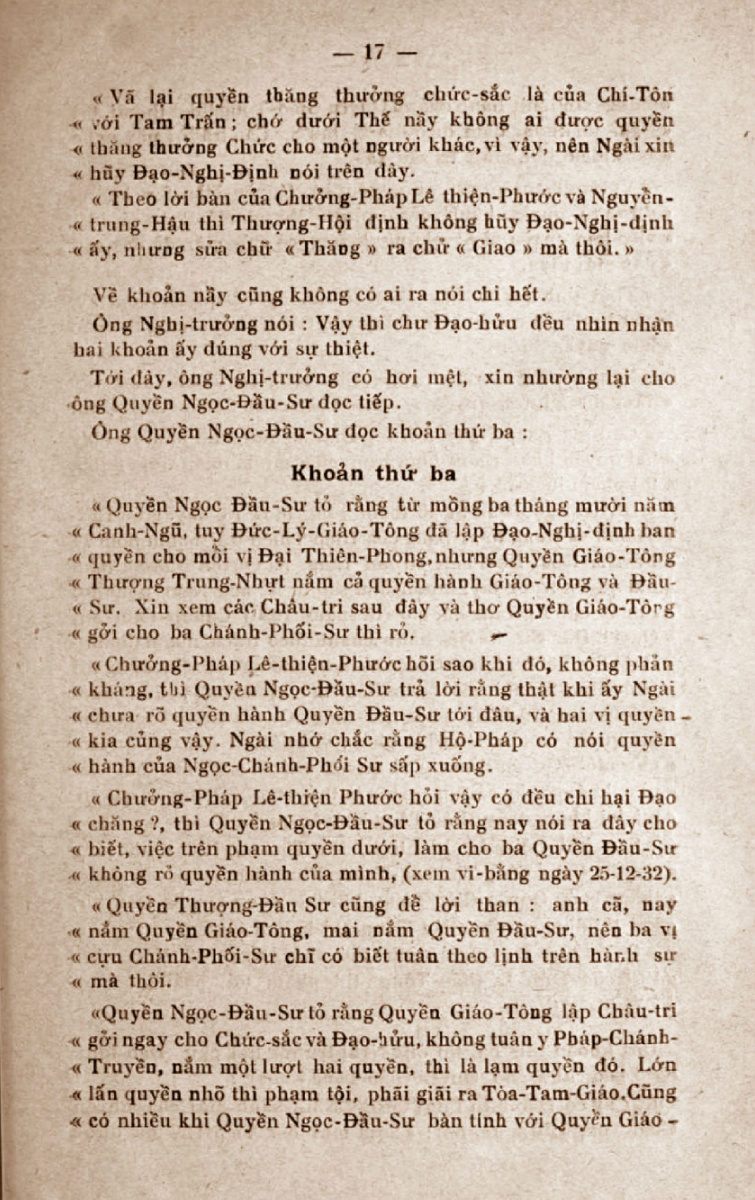 — 17 —
« Vã lại quyền thăng thưởng chức-sắc là của Chí-Tôn
« với Tam Trấn ; chớ dưới Thế nầy không ai được quyền
« thăng thưởng Chức cho một người khác, vì vậy, nên Ngài xin
« hũy Đạo-Nghị-Định nói trên đây.
« Theo lời bàn của Chưởng-Pháp Lê thiện-Phước và Nguyễn-
« trung-Hậu thì Thượng-Hội định không hũy Đạo-Nghị-định
« ấy, nhưng sửa chữ « Thăng » ra chử « Giao » mà thôi. »
Về khoản nầy cũng không có ai ra nói chi hết.
Ông Nghị-trưởng nói : Vậy thì chư Đạo-hửu đều nhìn nhận
hai khoản ấy đúng với sự thiệt.
Tới đây, ông Nghị-trưởng có hơi mệt, xin nhường lại cho
ông Quyền Ngọc-Đầu-Sư đọc tiếp.
Ông Quyền Ngọc-Đầu-Sư đọc khoản thứ ba :
Khoản thứ ba
« Quyền Ngọc Đầu-Sư tỏ rằng từ mồng ba tháng mười năm
« Canh-Ngũ, tuy Đức-Lý-Giáo-Tông đã lập Đạo-Nghị-định ban
« quyền cho mỗi vị Đại Thiên-Phong, nhưng Quyền Giáo-Tông
« Thượng Trung-Nhựt nắm cả quyền hành Giáo-Tông và Đầu-
« Sư. Xin xem các Châu-tri sau đây và thơ Quyền Giáo-Tông
« gởi cho ba Chánh-Phối-Sư thì rỏ.
« Chưởng-Pháp Lê-thiện-Phước hõi sao khi đó, không phản
« kháng, thì Quyền Ngọc-Đầu-Sư trả lời rằng thật khi ấy Ngài
« chưa rõ quyền hành Quyền Đầu-Sư tới đâu, và hai vị quyền
« kia củng vậy. Ngài nhớ chắc rằng Hộ-Pháp có nói quyền
« hành của Ngọc-Chánh-Phối Sư sấp xuống.
« Chưởng-Pháp Lê-thiện Phước hỏi vậy có đều chi hại Đạo
« chăng ?, thì Quyền Ngọc-Đầu-Sư tỏ rằng nay nói ra đây cho
« biết, việc trên phạm quyền dưới, làm cho ba Quyền Đầu-Sư
« không rỏ quyền hành của mình, (xem vi-bằng ngày 25-12-32).
« Quyền Thượng-Đầu Sư cũng để lời than : anh cã, nay
« nắm Quyền Giáo-Tông, mai nắm Quyền Đầu-Sư, nên ba vị
« cựu Chánh-Phối-Sư chĩ có biết tuân theo lịnh trên hành sự
« mà thôi.
«Quyền Ngọc-Đầu-Sư tỏ rằng Quyền Giáo-Tông lập Châu-tri
« gởi ngay cho Chức-sắc và Đạo-hửu, không tuân y Pháp-Chánh-
« Truyền, nắm một lượt hai quyền, thì là lạm quyền đó. Lớn
« lấn quyền nhõ thì phạm tội, phãi giãi ra Tòa-Tam-Giáo. Cũng
« có nhiều khi Quyền Ngọc-Đầu-Sư bàn tính với Quyền Giáo -